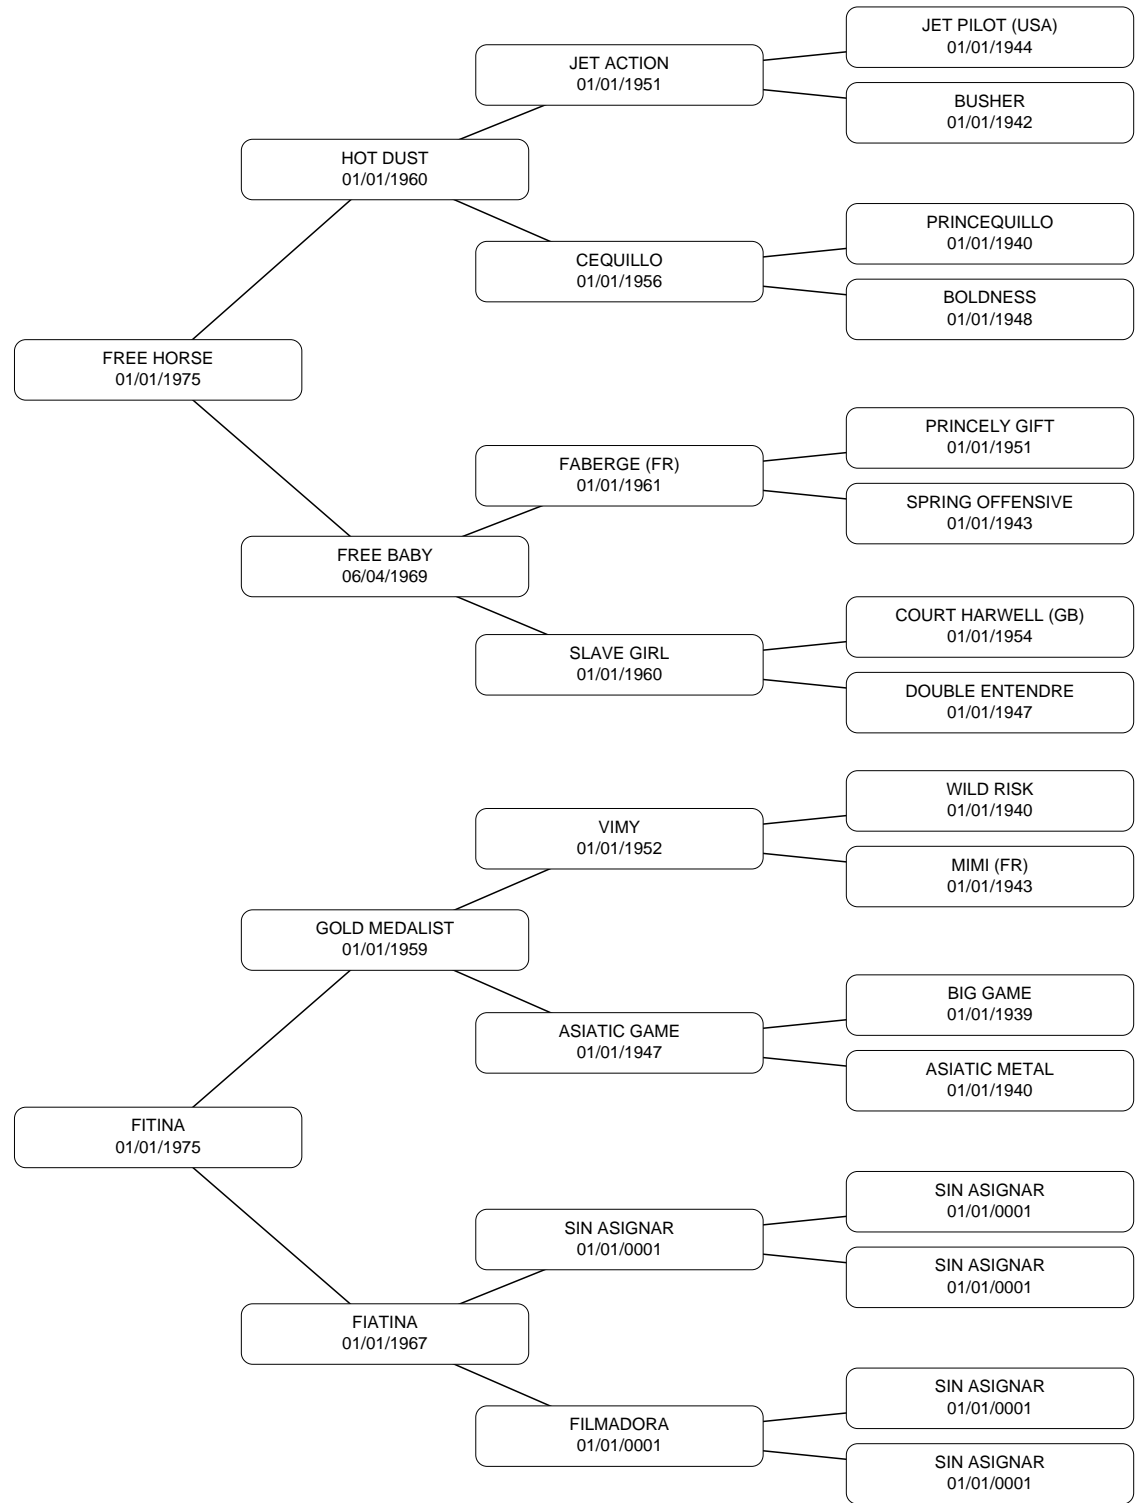 JET PILOT (USA)
01/01/1944
JET ACTION
01/01/1951
BUSHER
01/01/1942
HOT DUST
01/01/1960
PRINCEQUILLO
01/01/1940
CEQUILLO
01/01/1956
BOLDNESS
01/01/1948
FREE HORSE
01/01/1975
PRINCELY GIFT
01/01/1951
FABERGE (FR)
01/01/1961
SPRING OFFENSIVE
01/01/1943
FREE BABY
06/04/1969
COURT HARWELL (GB)
01/01/1954
SLAVE GIRL
01/01/1960
DOUBLE ENTENDRE
01/01/1947
WILD RISK
01/01/1940
VIMY
01/01/1952
MIMI (FR)
01/01/1943
GOLD MEDALIST
01/01/1959
BIG GAME
01/01/1939
ASIATIC GAME
01/01/1947
ASIATIC METAL
01/01/1940
FITINA
01/01/1975
SIN ASIGNAR
01/01/0001
SIN ASIGNAR
01/01/0001
SIN ASIGNAR
01/01/0001
FIATINA
01/01/1967
SIN ASIGNAR
01/01/0001
FILMADORA
01/01/0001
SIN ASIGNAR
01/01/0001